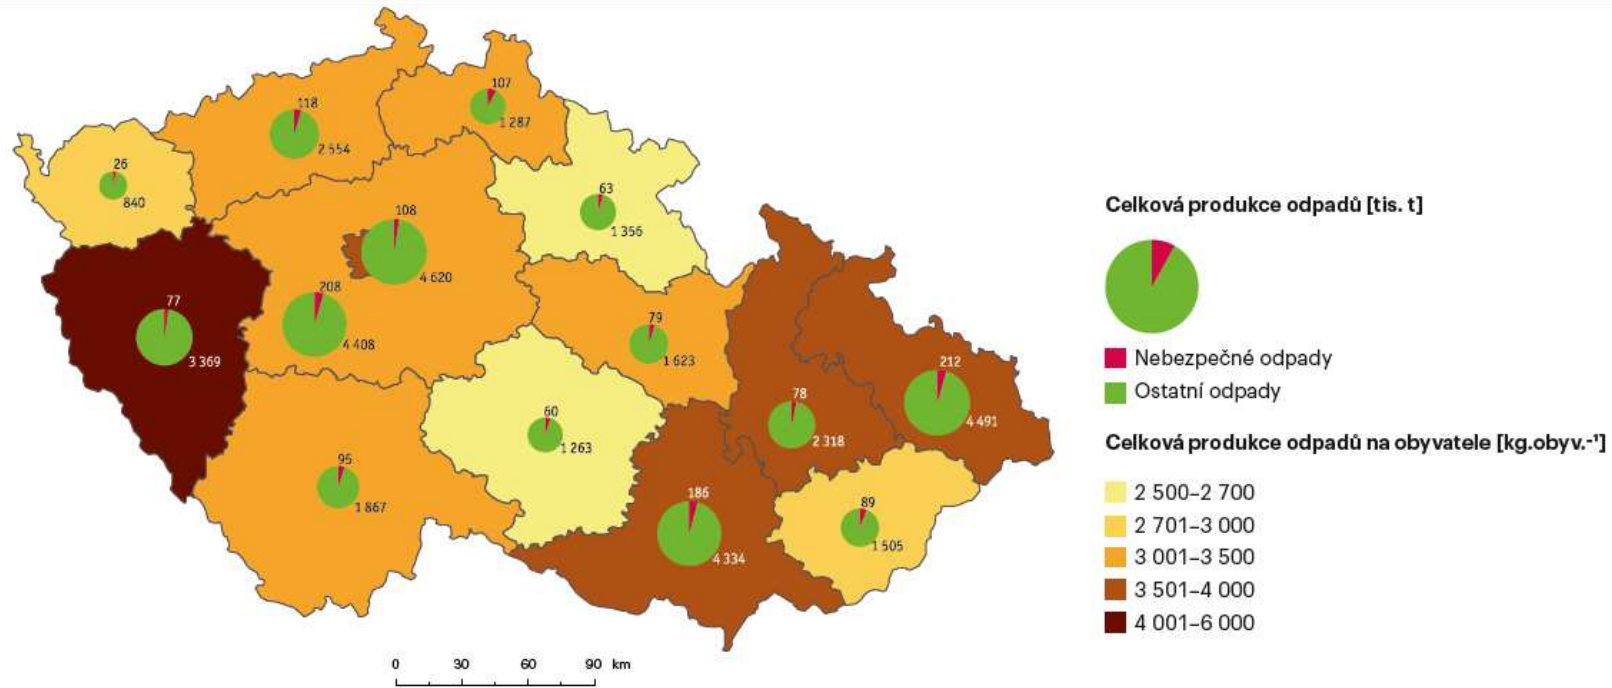 107
118
1 287
2 554
26
840
63
1 356
108
4 620
208
4 408
77
3 369
79
1 623
212
4 491
78
2 318
60
1 263
95
1 867
186
4 334
89
1 505
0 30 60 90 km
Celková produkce odpadů [tis. t]
Nebezpečné odpady
Ostatní odpady
Celková produkce odpadů na obyvatele [kg.obyv.⁻¹]
2 500–2 700
2 701–3 000
3 001–3 500
3 501–4 000
4 001–6 000